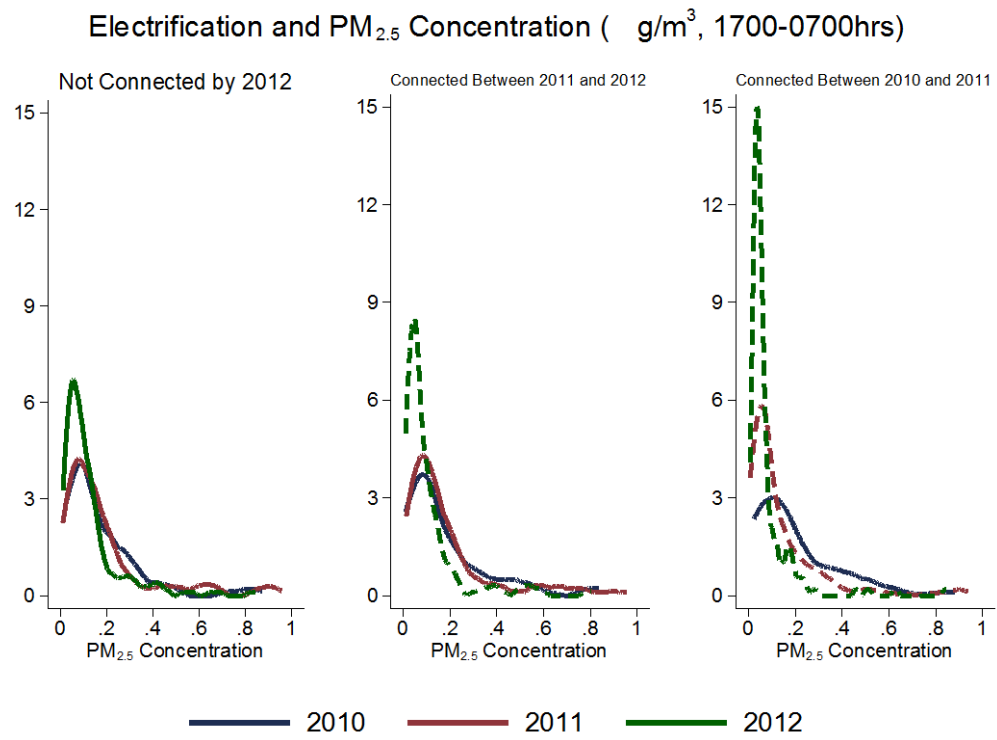 Electrification and PM2.5 Concentration ( g/m³, 1700-0700hrs)
Not Connected by 2012
Connected Between 2011 and 2012
Connected Between 2010 and 2011
15
12
9
6
3
0
0 .2 .4 .6 .8 1
PM2.5 Concentration
15
12
9
6
3
0
0 .2 .4 .6 .8 1
PM2.5 Concentration
15
12
9
6
3
0
0 .2 .4 .6 .8 1
PM2.5 Concentration
2010 2011 2012